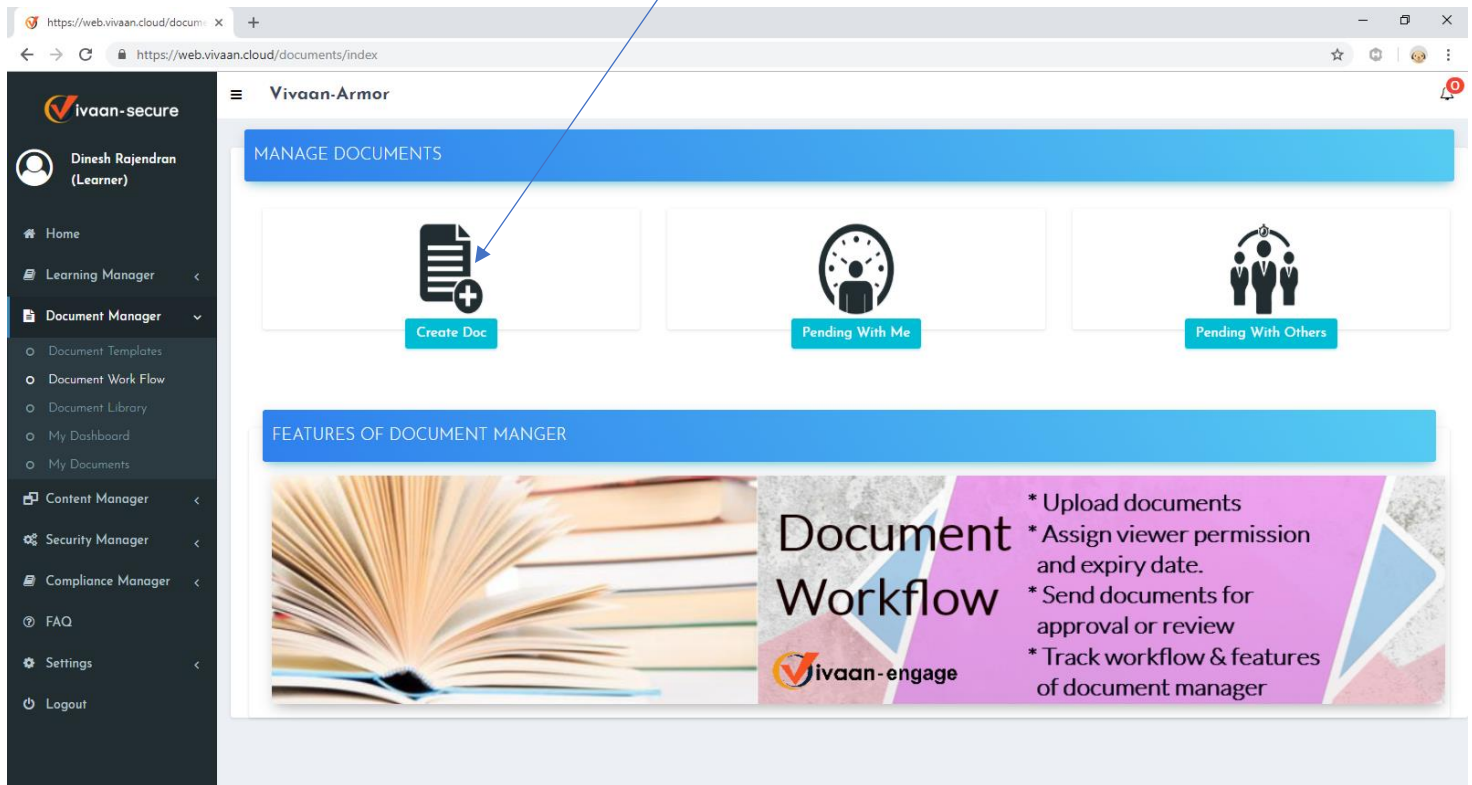 https://web.vivaan.cloud/docume
https://web.vivaan.cloud/documents/index
Vivaan-secure
Dinesh Rajendran
(Learner)
Home
Learning Manager
Document Manager
Document Templates
Document Work Flow
Document Library
My Dashboard
My Documents
Content Manager
Security Manager
Compliance Manager
FAQ
Settings
Logout
Vivaan-Armor
0
MANAGE DOCUMENTS
Create Doc
Pending With Me
Pending With Others
FEATURES OF DOCUMENT MANGER
Document
Workflow
Vivaan-engage
* Upload documents
* Assign viewer permission
and expiry date.
* Send documents for
approval or review
* Track workflow & features
of document manager